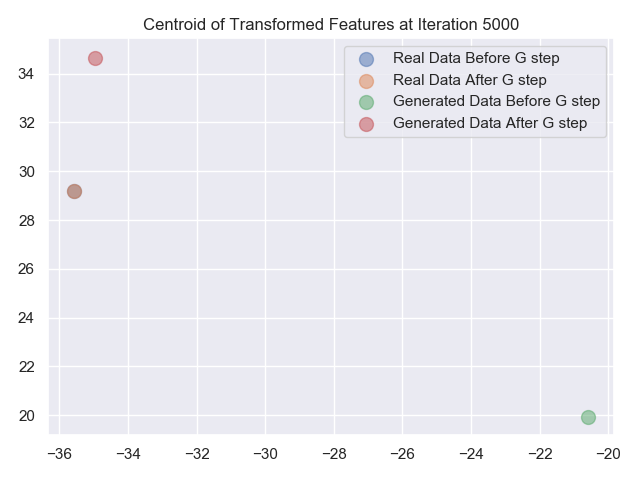 Centroid of Transformed Features at Iteration 5000
Real Data Before G step
Real Data After G step
Generated Data Before G step
Generated Data After G step
34
32
30
28
26
24
22
20
−36 −34 −32 −30 −28 −26 −24 −22 −20